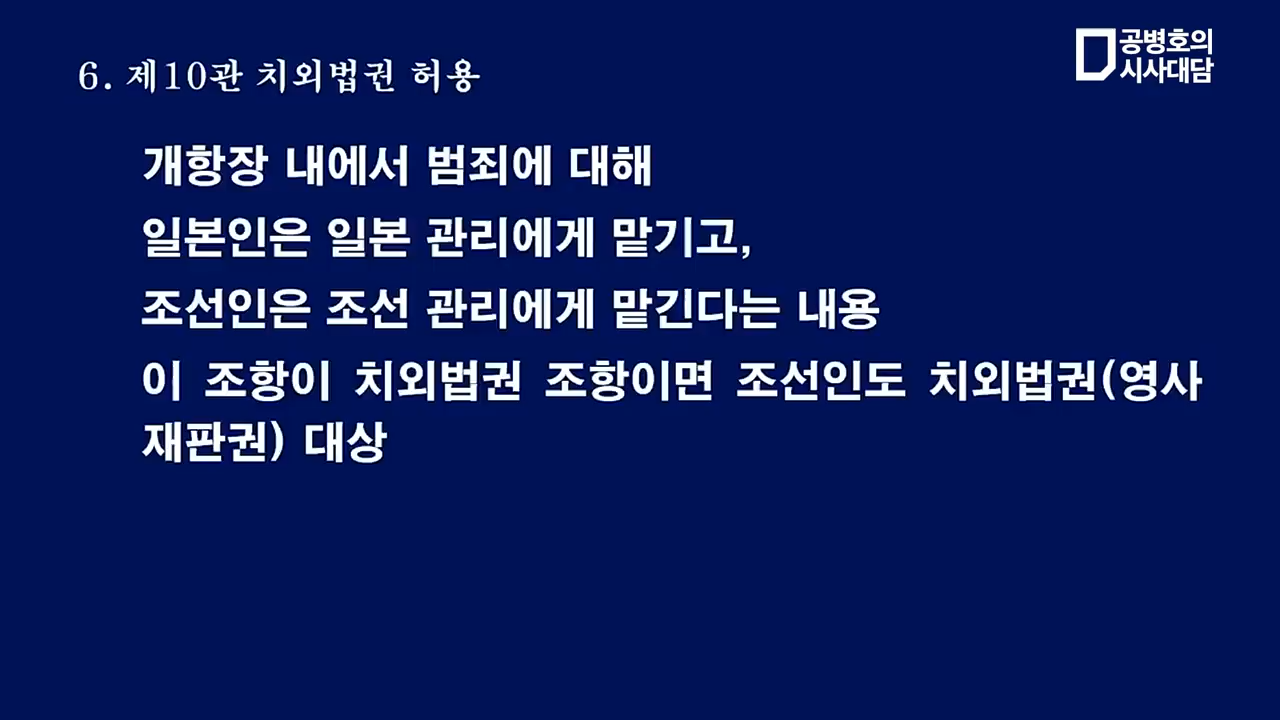 6. 제10관 치외법권 허용
공병호의
시사대담
개항장 내에서 범죄에 대해
일본인은 일본 관리에게 맡기고,
조선인은 조선 관리에게 맡긴다는 내용
이 조항이 치외법권 조항이면 조선인도 치외법권(영사
재판권) 대상